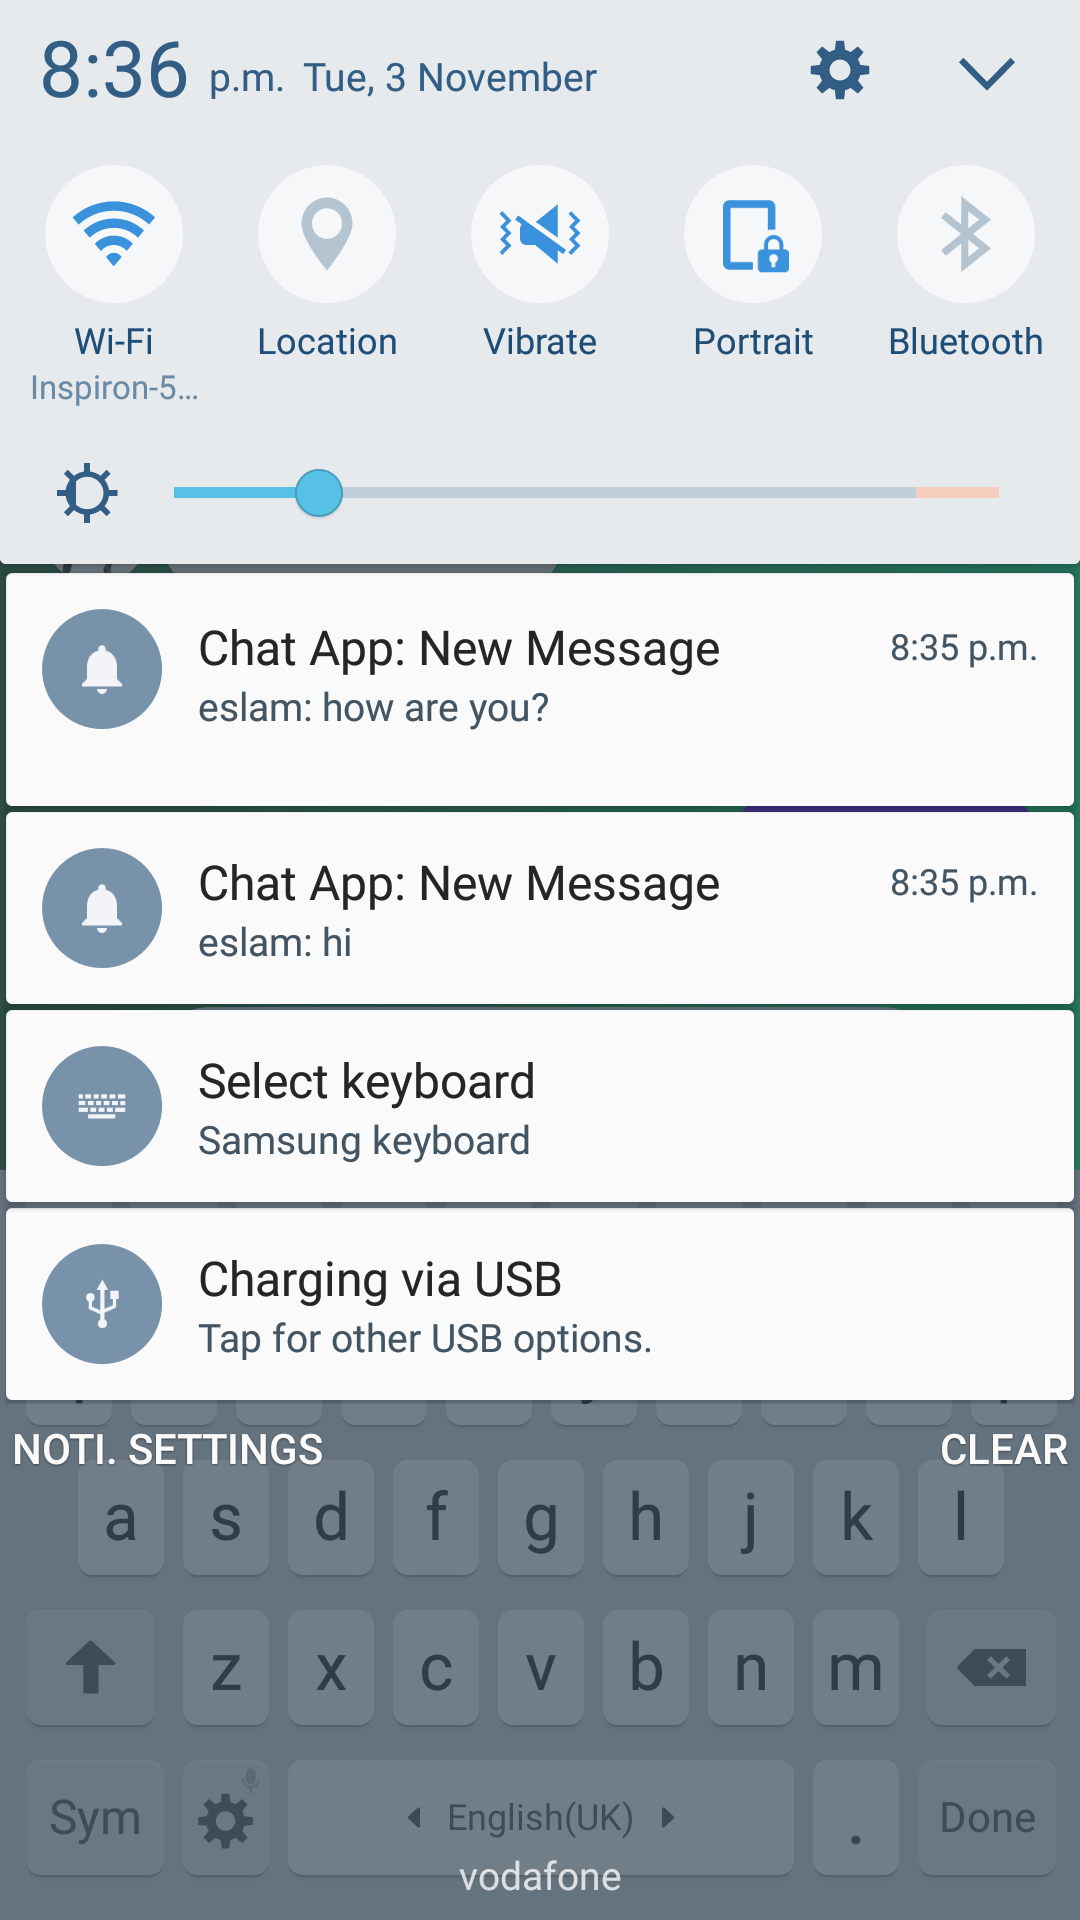 8:36 p.m. Tue, 3 November
Wi-Fi Location Vibrate Portrait Bluetooth
Inspiron-5...
Chat App: New Message 8:35 p.m.
eslam: how are you?
Chat App: New Message 8:35 p.m.
eslam: hi
Select keyboard
Samsung keyboard
Charging via USB
Tap for other USB options.
NOTI. SETTINGS CLEAR
a s d f g h j k l
z x c v b n m
Sym English(UK) . Done
vodafone